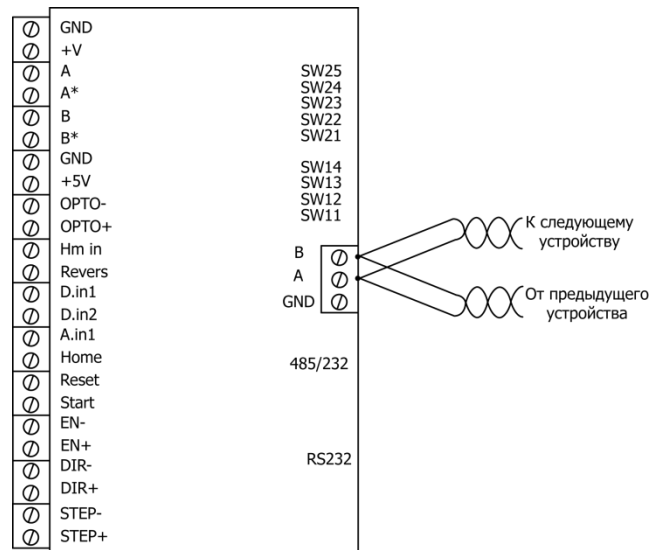 GND
+V
A
A*
B
B*
GND
+5V
OPTO-
OPTO+
Hm in
Revers
D.in1
D.in2
A.in1
Home
Reset
Start
EN-
EN+
DIR-
DIR+
STEP-
STEP+
SW25
SW24
SW23
SW22
SW21
SW14
SW13
SW12
SW11
B
A
GND
485/232
RS232
К следующему
устройству
От предыдущего
устройства